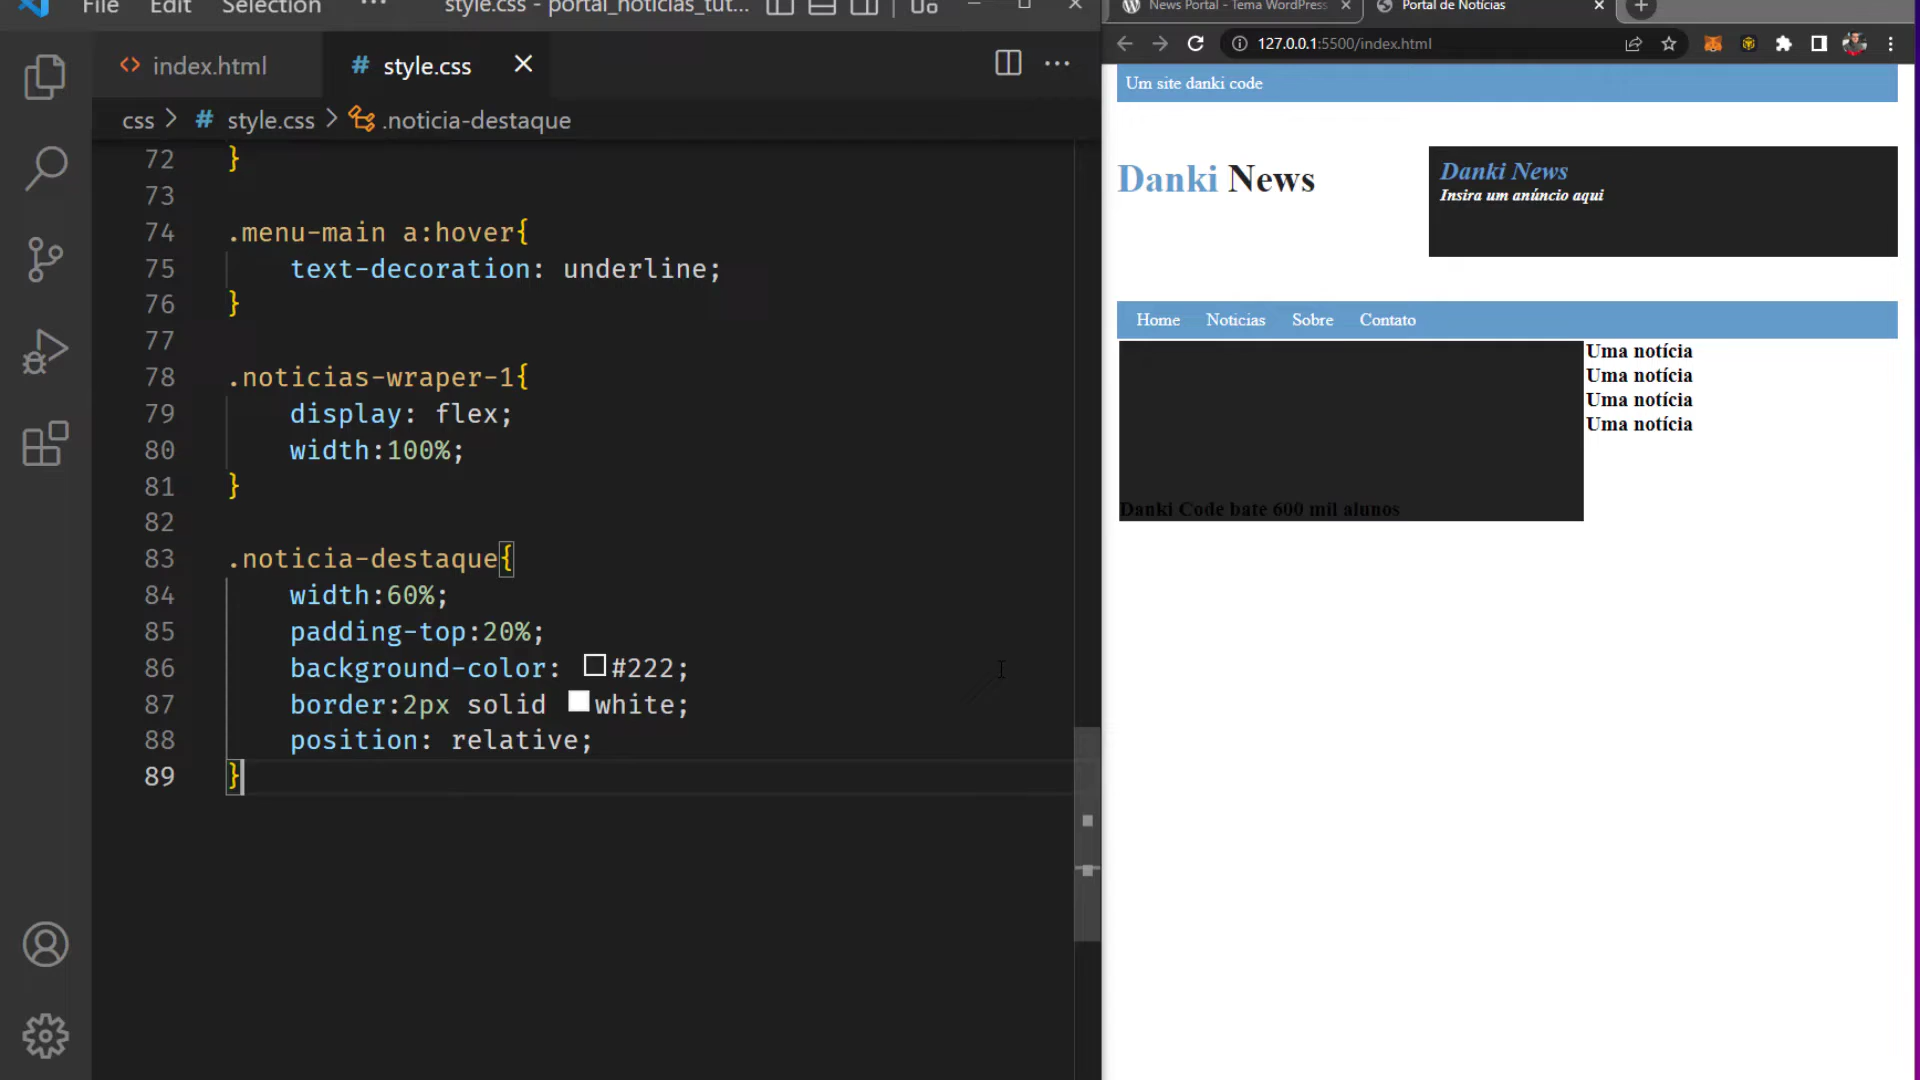 File Edit Selection ··· style.css - portal_noticias_tut...
index.html # style.css
css > # style.css > .noticia-destaque
72 }
73
74 .menu-main a:hover{
75 text-decoration: underline;
76 }
77
78 .noticias-wraper-1{
79 display: flex;
80 width:100%;
81 }
82
83 .noticia-destaque{
84 width:60%;
85 padding-top:20%;
86 background-color: #222;
87 border:2px solid white;
88 position: relative;
89 }
News Portal - Tema WordPress
Portal de Notícias
127.0.0.1:5500/index.html
Um site danki code
Danki News
Danki News
Insira um anúncio aqui
Home Noticias Sobre Contato
Uma notícia
Uma notícia
Uma notícia
Uma notícia
Danki Code bate 600 mil alunos